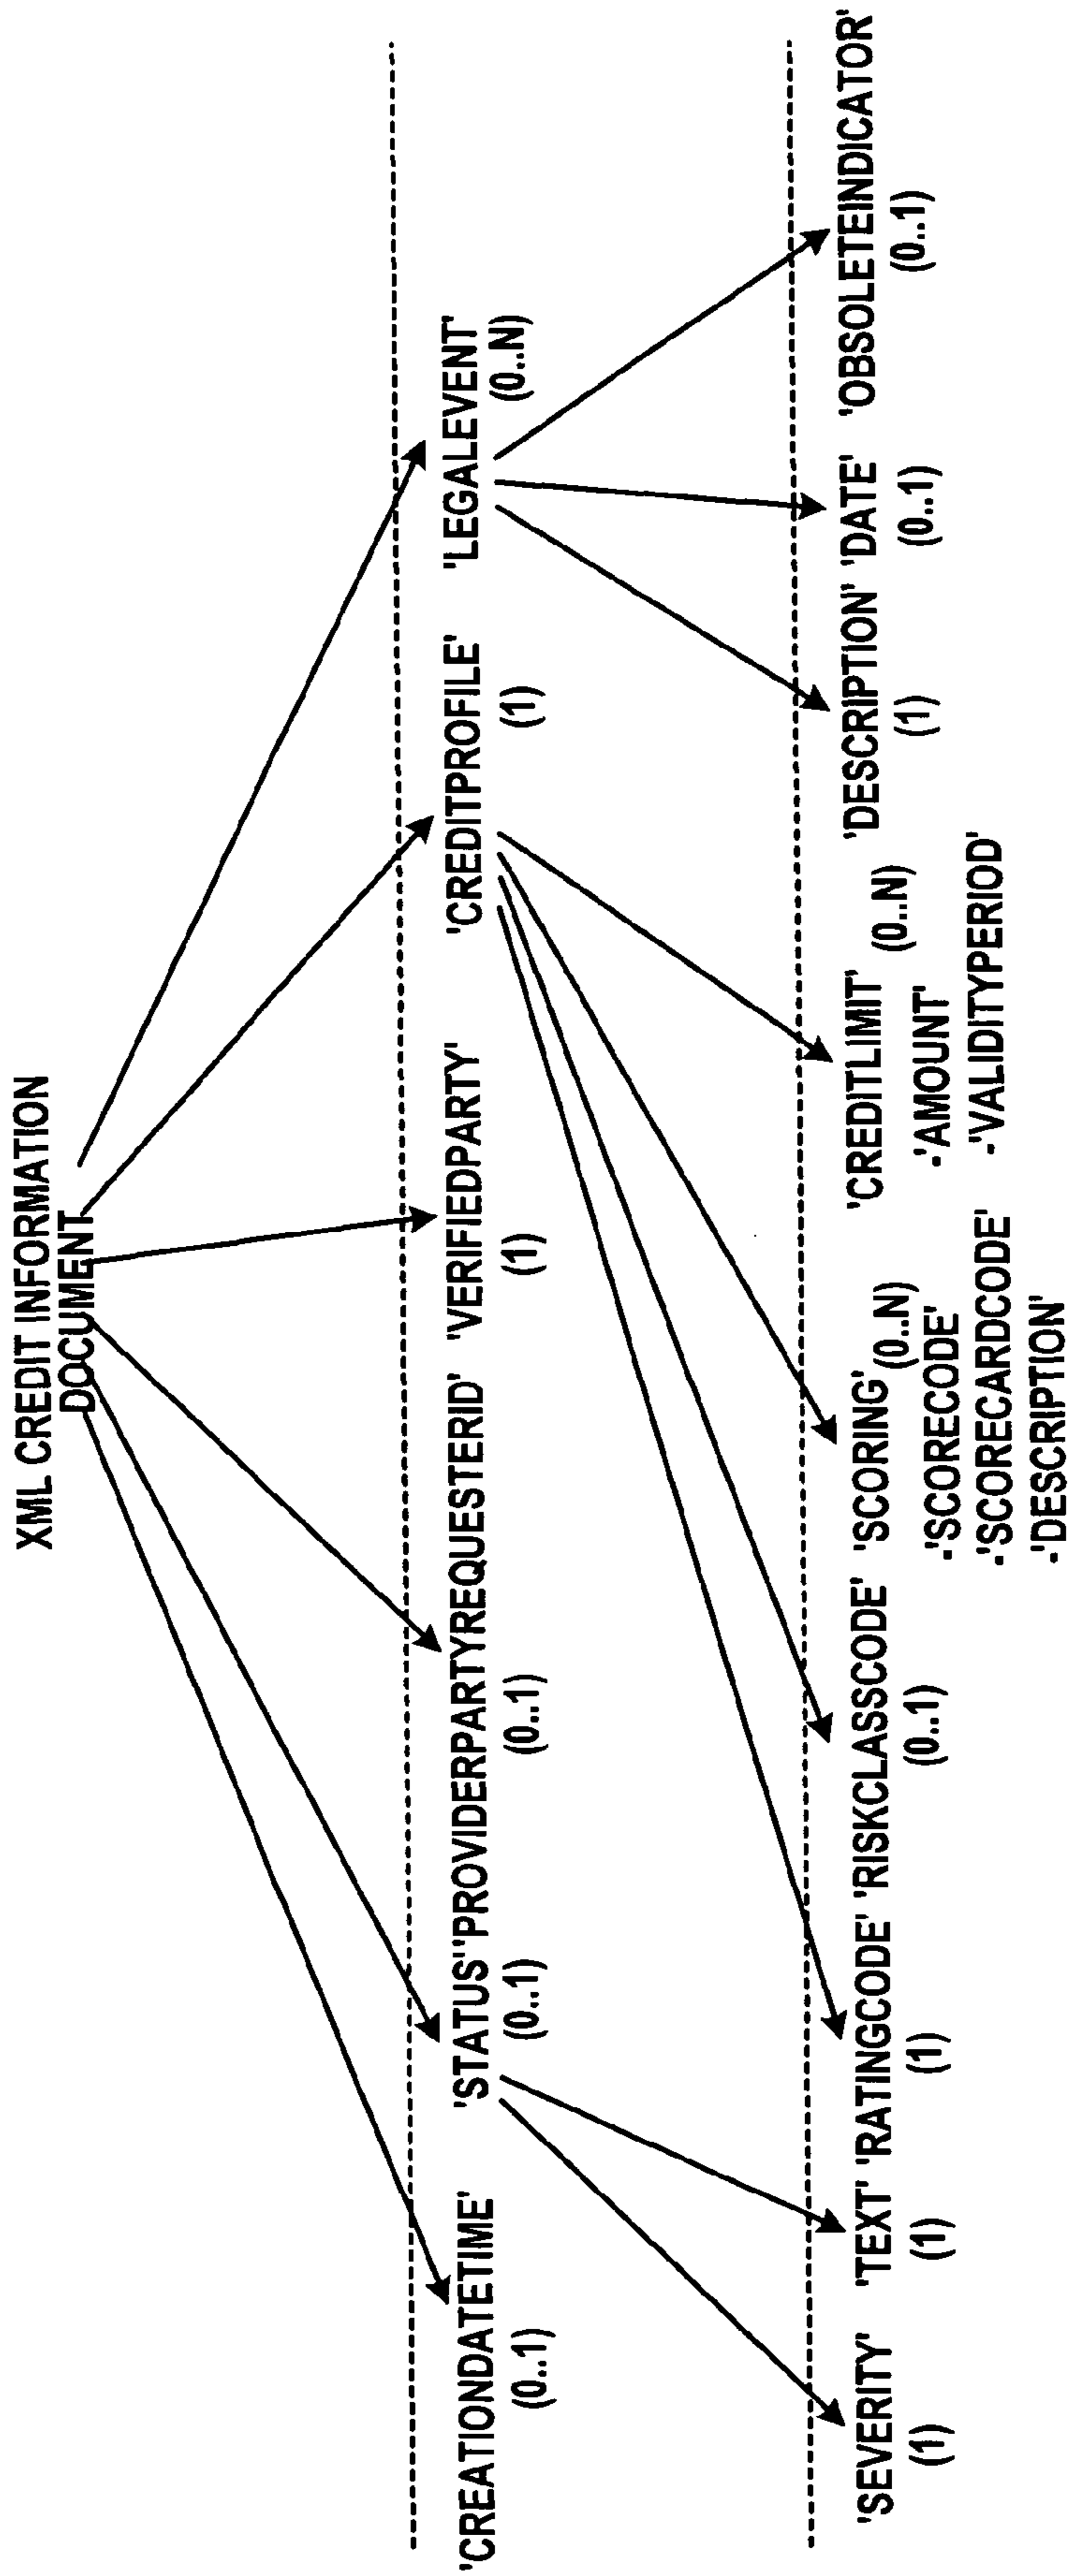 XML CREDIT INFORMATION
DOCUMENT
'CREATIONDATETIME' 'STATUS' 'PROVIDERPARTYREQUESTERID' 'VERIFIEDPARTY' 'CREDITPROFILE' 'LEGALEVENT'
(0..1) (0..1) (0..1) (1) (1) (0..N)
'SEVERITY' 'TEXT' 'RATINGCODE' 'RISKCLASSCODE' 'SCORING' 'CREDITLIMIT' 'DESCRIPTION' 'DATE' 'OBSOLETEINDICATOR'
(1) (1) (1) (0..1) (0..N) (0..N) (1) (0..1) (0..1)
-'SCORECODE' -'AMOUNT'
-'SCORECARDCODE' -'VALIDITYPERIOD'
-'DESCRIPTION'